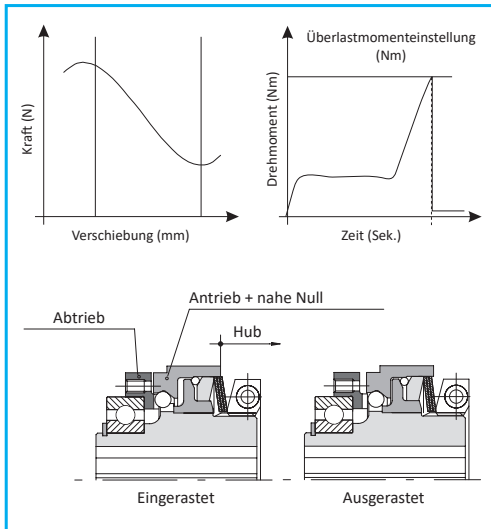 Kraft (N)
Verschiebung (mm)
Überlastmomenteinstellung
(Nm)
Drehmoment (Nm)
Zeit (Sek.)
Abtrieb
Antrieb + nahe Null
Hub
Eingerastet
Ausgerastet